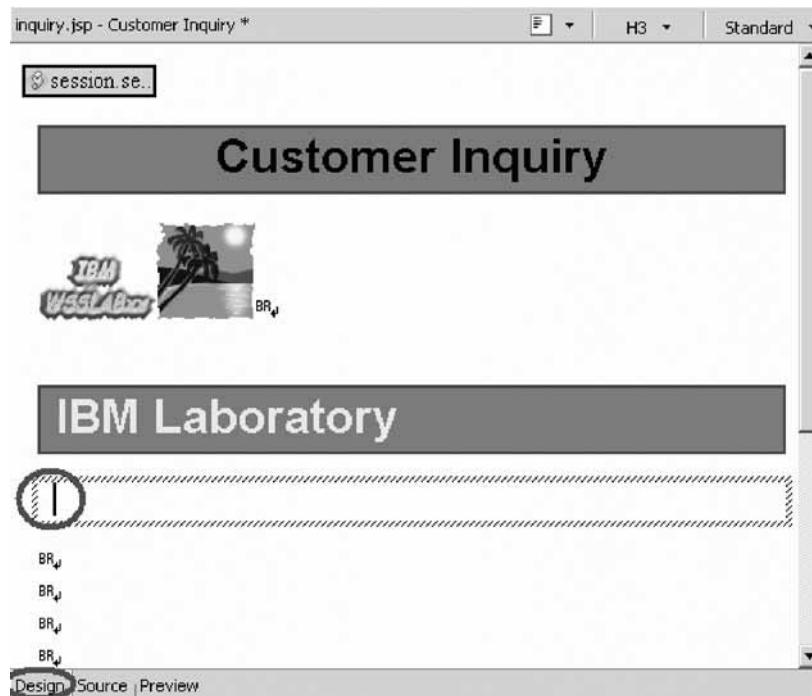 inquiry.jsp - Customer Inquiry * H3 Standard
session.se..
Customer Inquiry
IBM
WSSLABxx
BR
IBM Laboratory
BR
BR
BR
BR
Design Source Preview